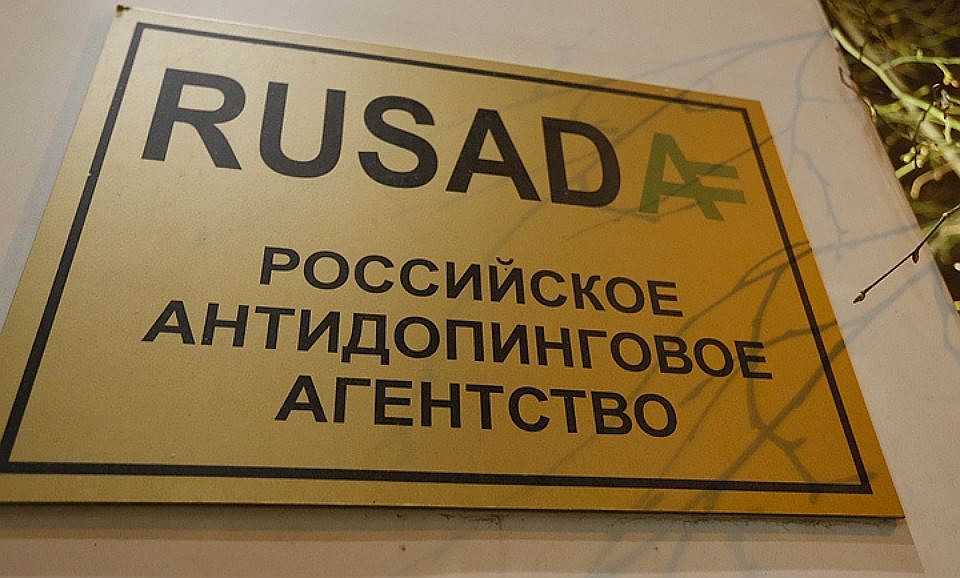 RUSADA
РОССИЙСКОЕ
АНТИДОПИНГОВОЕ
АГЕНТСТВО